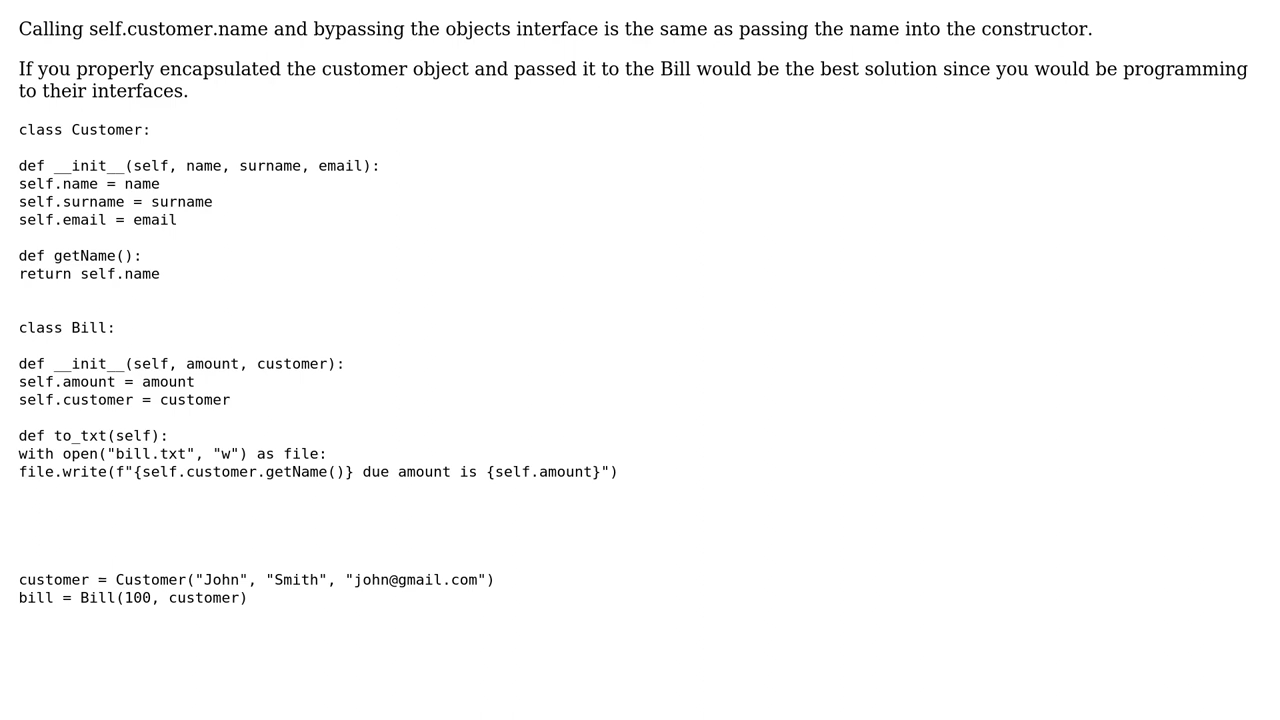 Calling self.customer.name and bypassing the objects interface is the same as passing the name into the constructor.
If you properly encapsulated the customer object and passed it to the Bill would be the best solution since you would be programming
to their interfaces.
class Customer:
def __init__(self, name, surname, email):
self.name = name
self.surname = surname
self.email = email
def getName():
return self.name
class Bill:
def __init__(self, amount, customer):
self.amount = amount
self.customer = customer
def to_txt(self):
with open("bill.txt", "w") as file:
file.write(f"{self.customer.getName()} due amount is {self.amount}")
customer = Customer("John", "Smith", "john@gmail.com")
bill = Bill(100, customer)